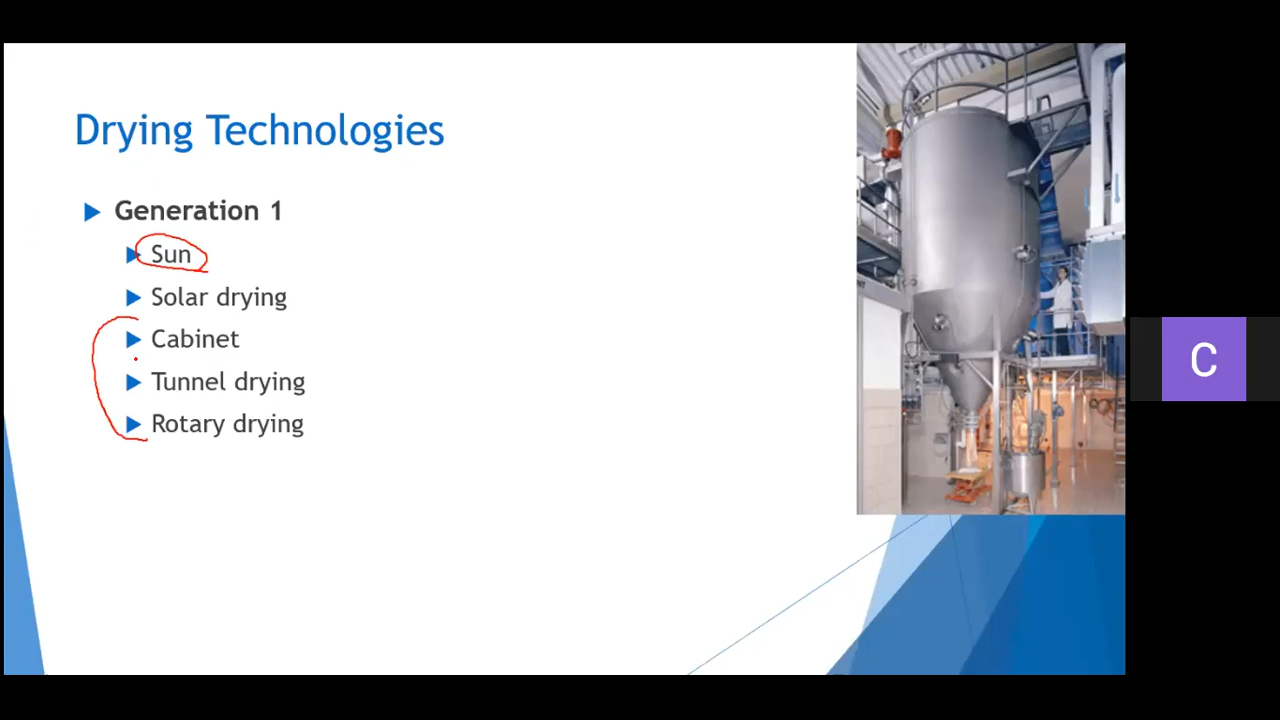 Drying Technologies
Generation 1
Sun
Solar drying
Cabinet
Tunnel drying
Rotary drying
C